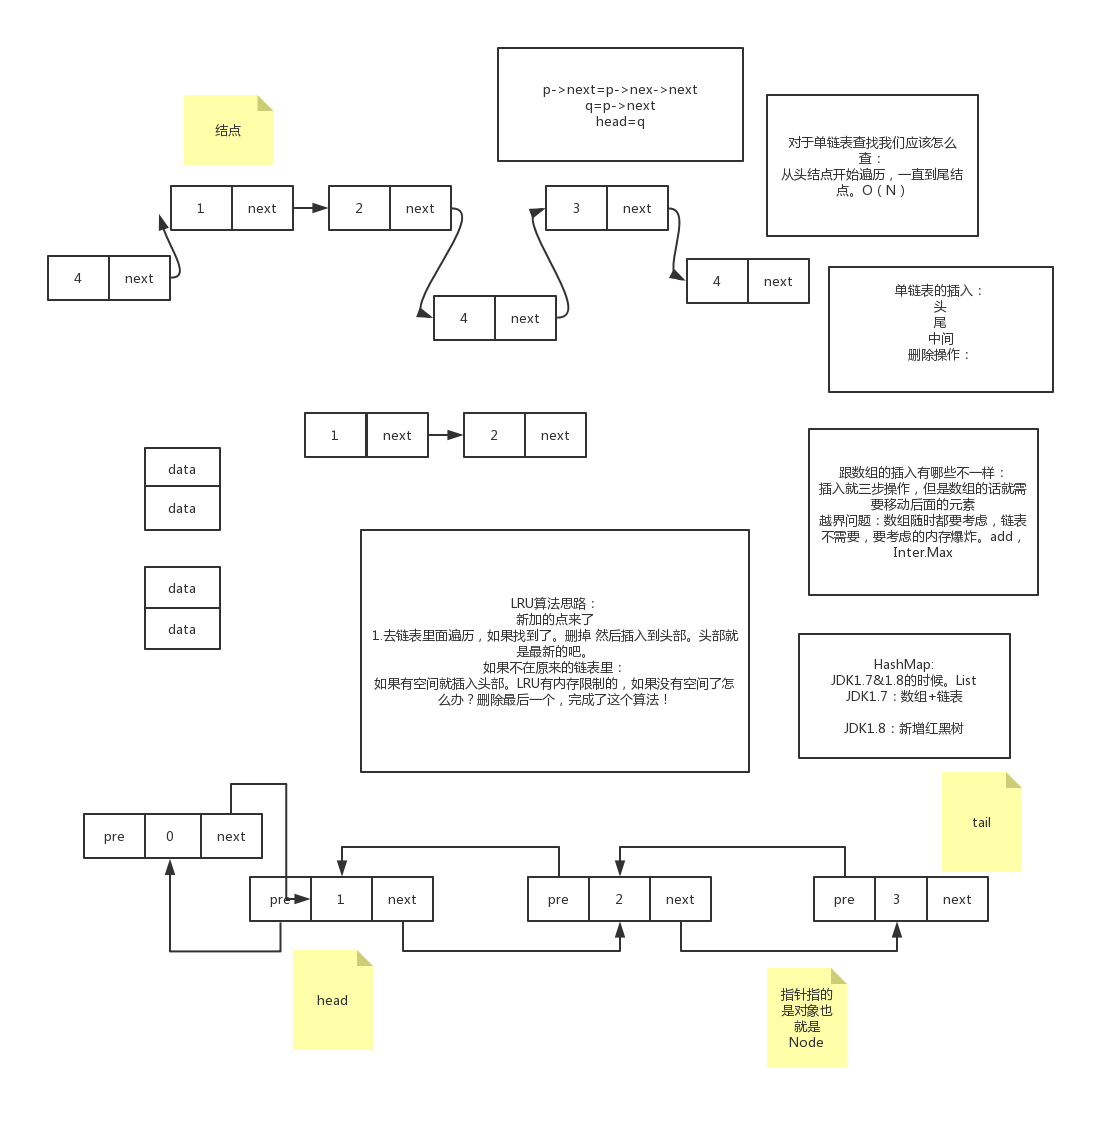 p->next=p->nex->next
q=p->next
head=q
结点
对于单链表查找我们应该怎么
查：
从头结点开始遍历，一直到尾结
点。O（N）
1 next
2 next
3 next
4 next
4 next
4 next
单链表的插入：
头
尾
中间
删除操作：
1 next
2 next
data
data
data
data
跟数组的插入有哪些不一样：
插入就三步操作，但是数组的话就需
要移动后面的元素
越界问题：数组随时都要考虑，链表
不需要，要考虑的内存爆炸。add，
Inter.Max
LRU算法思路：
新加的点来了
1.去链表里面遍历，如果找到了。删掉 然后插入到头部。头部就
是最新的吧。
如果不在原来的链表里：
如果有空间就插入头部。LRU有内存限制的，如果没有空间了怎
么办？删除最后一个，完成了这个算法！
HashMap:
JDK1.7&1.8的时候。List
JDK1.7：数组+链表
JDK1.8：新增红黑树
tail
pre 0 next
pre 1 next
pre 2 next
pre 3 next
head
指针指的
是对象也
就是
Node